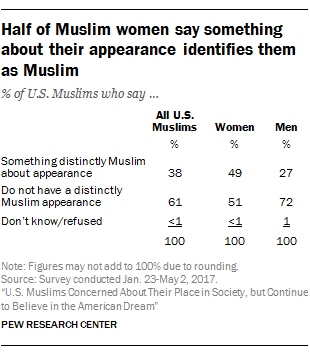 Half of Muslim women say something
about their appearance identifies them
as Muslim
% of U.S. Muslims who say ...
All U.S.
Muslims Women Men
% % %
Something distinctly Muslim
about appearance 38 49 27
Do not have a distinctly
Muslim appearance 61 51 72
Don't know/refused <1 <1 1
100 100 100
Note: Figures may not add to 100% due to rounding.
Source: Survey conducted Jan. 23-May 2, 2017.
"U.S. Muslims Concerned About Their Place in Society, but Continue
to Believe in the American Dream"
PEW RESEARCH CENTER